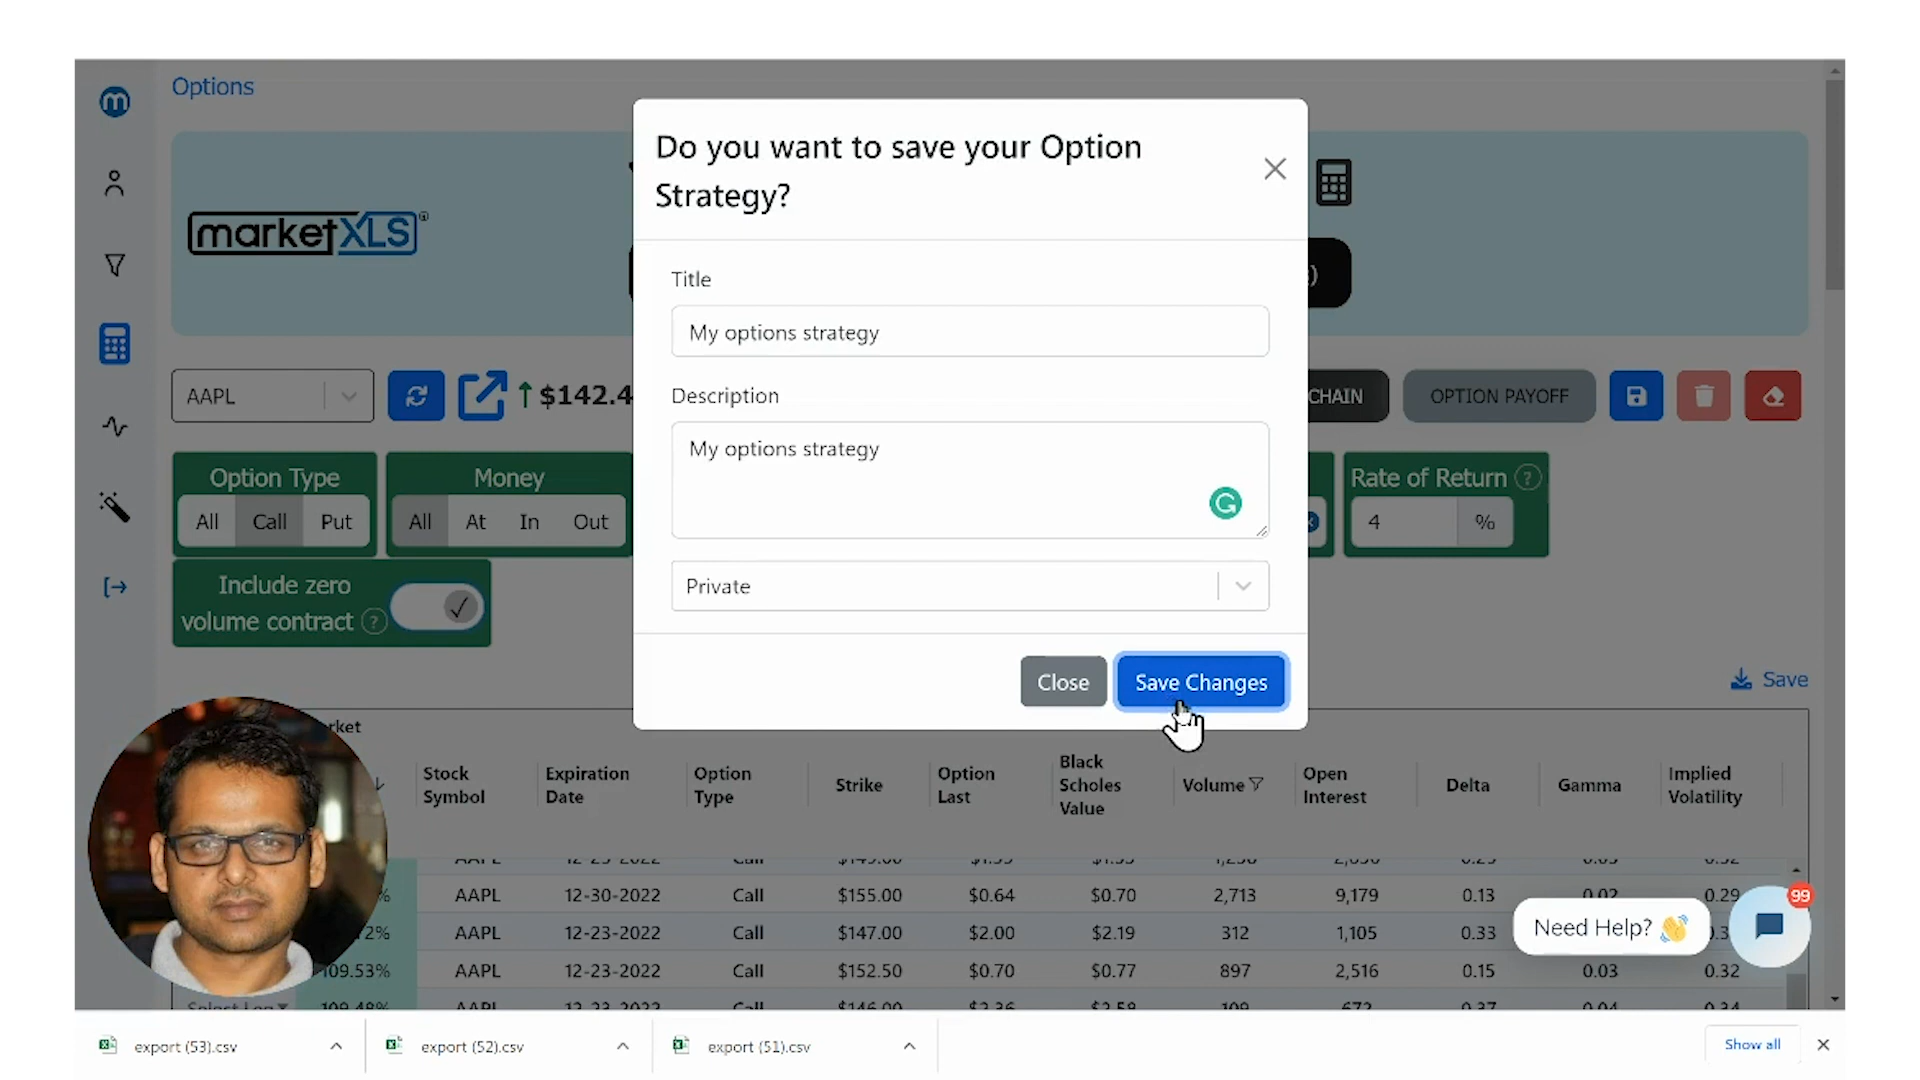 Options
Do you want to save your Option
Strategy?
marketXLS
Title
My options strategy
AAPL
$142.4
Description
CHAIN
OPTION PAYOFF
My options strategy
Option Type
Money
Rate of Return ?
All Call Put
All At In Out
4 %
Include zero
volume contract ?
Private
Close
Save Changes
Save
rket
Stock
Symbol
Expiration
Date
Option
Type
Strike
Option
Last
Black
Scholes
Value
Volume
Open
Interest
Delta
Gamma
Implied
Volatility
% AAPL 12-30-2022 Call $155.00 $0.64 $0.70 2,713 9,179 0.13 0.02 0.29
2% AAPL 12-23-2022 Call $147.00 $2.00 $2.19 312 1,105 0.33
109.53% AAPL 12-23-2022 Call $152.50 $0.70 $0.77 897 2,516 0.15 0.03 0.32
99
Need Help? 👋
export (53).csv
export (52).csv
export (51).csv
Show all